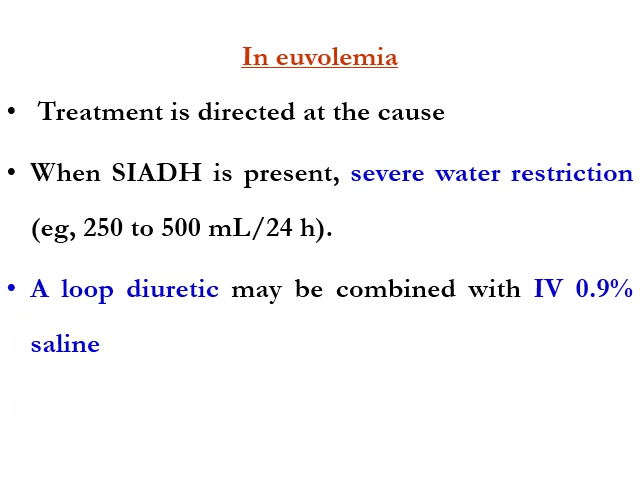 In euvolemia
• Treatment is directed at the cause
• When SIADH is present, severe water restriction
(eg, 250 to 500 mL/24 h).
• A loop diuretic may be combined with IV 0.9%
saline